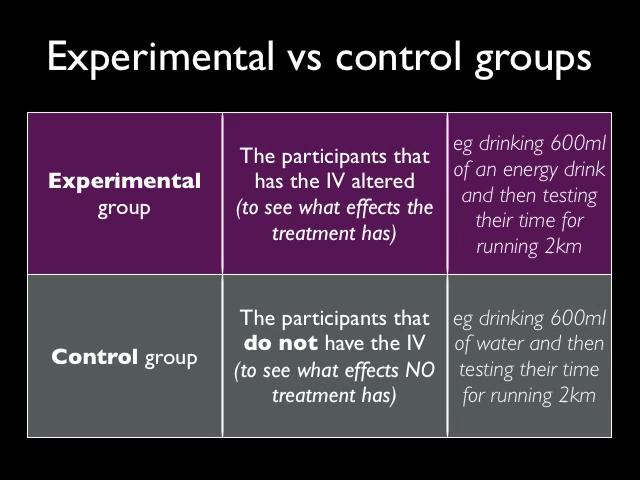 Experimental vs control groups
Experimental
group
The participants that
has the IV altered
(to see what effects the
treatment has)
eg drinking 600ml
of an energy drink
and then testing
their time for
running 2km
Control group
The participants that
do not have the IV
(to see what effects NO
treatment has)
eg drinking 600ml
of water and then
testing their time
for running 2km